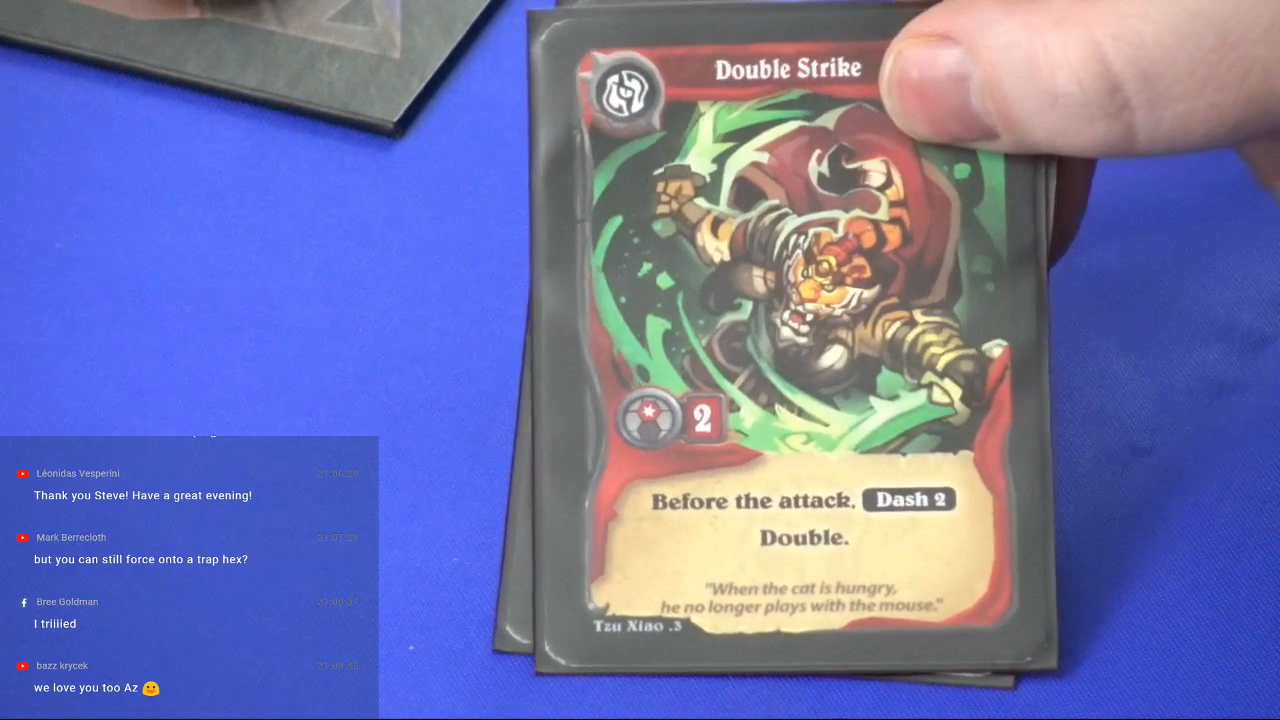 Double Strike
2
Before the attack, Dash 2
Double.
"When the cat is hungry,
he no longer plays with the mouse."
Tzu Xiao .3
Léonidas Vesperini
Thank you Steve! Have a great evening!
Mark Berrecloth
but you can still force onto a trap hex?
Bree Goldman
I triiiied
bazz krycek
we love you too Az